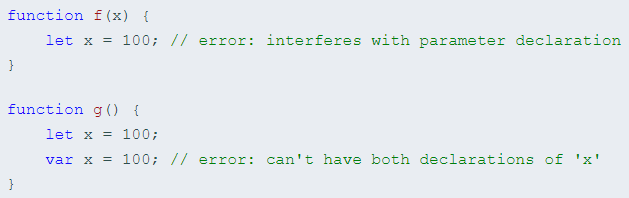 function f(x) {
    let x = 100; // error: interferes with parameter declaration
}

function g() {
    let x = 100;
    var x = 100; // error: can't have both declarations of 'x'
}